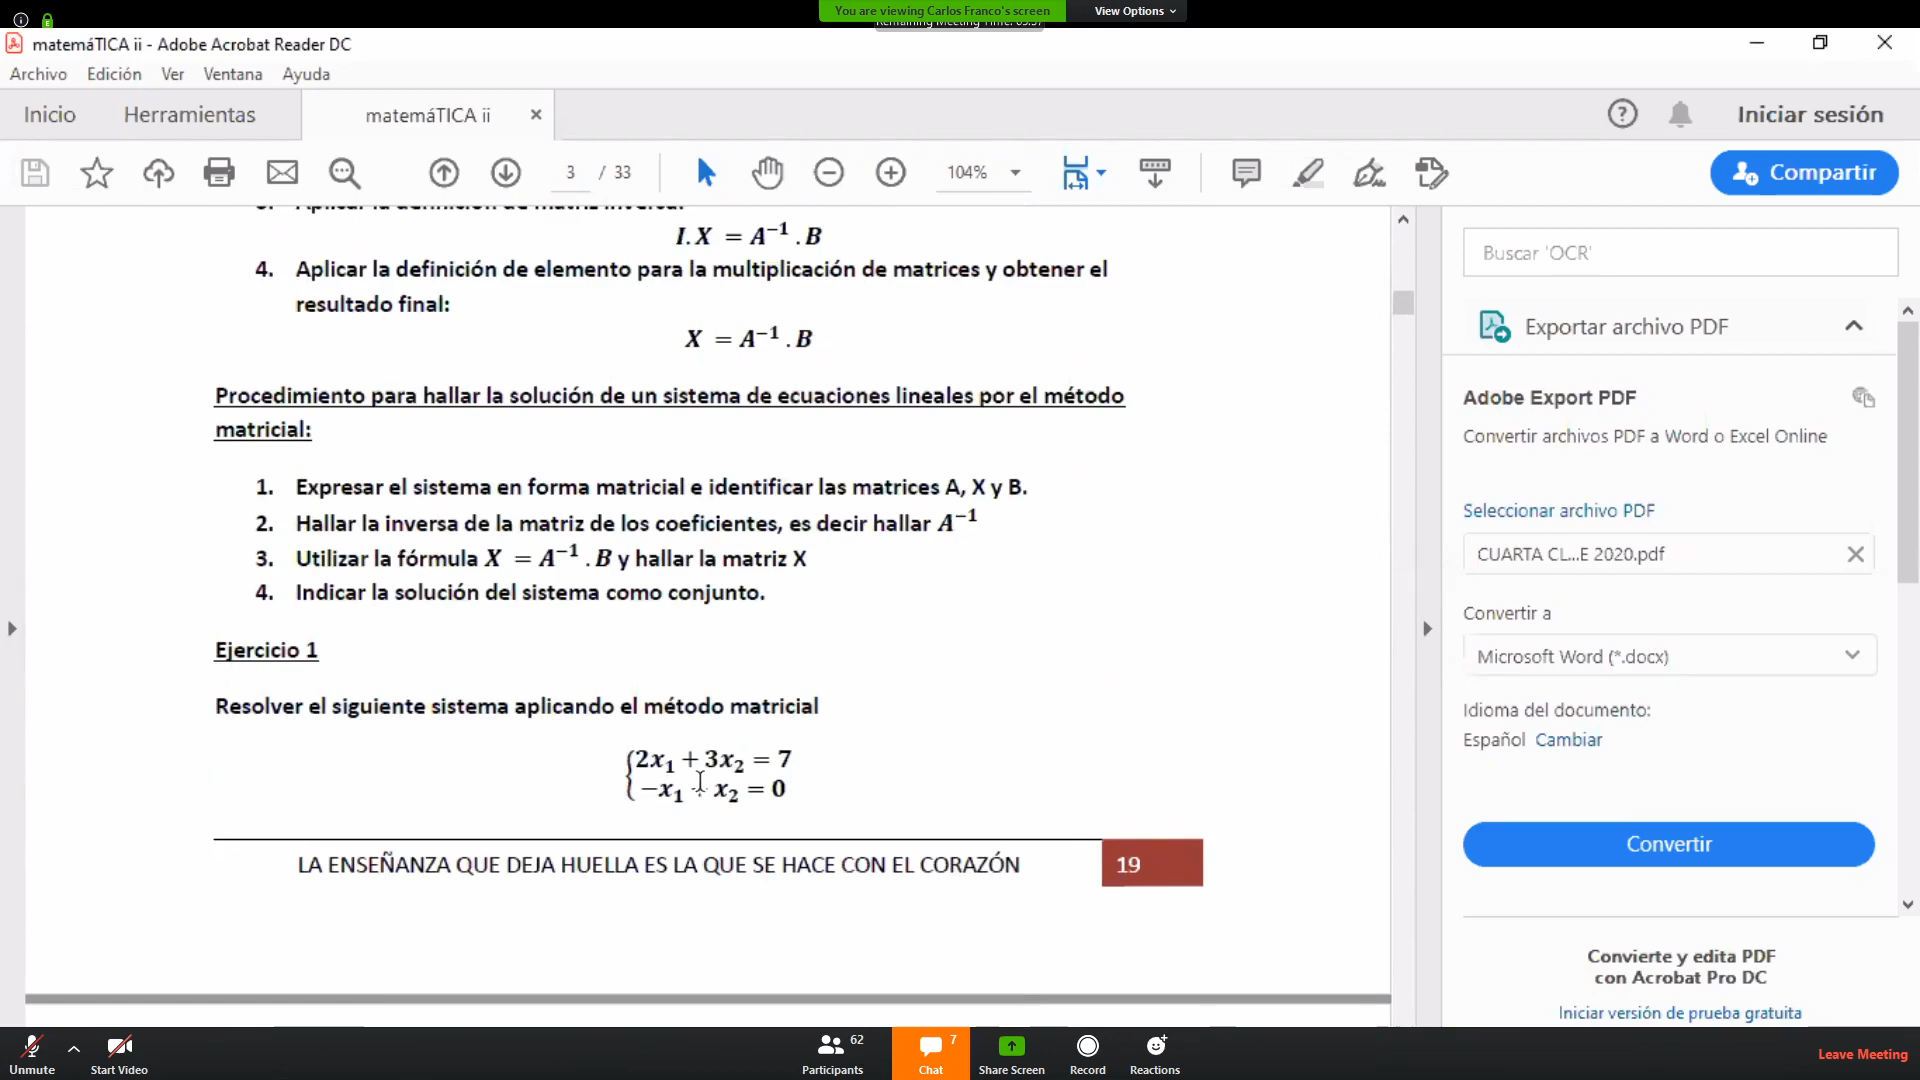 You are viewing Carlos Franco's screen
View Options
matemáTICA ii - Adobe Acrobat Reader DC
Archivo Edición Ver Ventana Ayuda
Inicio Herramientas matemáTICA ii Iniciar sesión
3 / 33 104% Compartir
I.X = A⁻¹ . B
4. Aplicar la definición de elemento para la multiplicación de matrices y obtener el
resultado final:
X = A⁻¹ . B
Procedimiento para hallar la solución de un sistema de ecuaciones lineales por el método
matricial:
1. Expresar el sistema en forma matricial e identificar las matrices A, X y B.
2. Hallar la inversa de la matriz de los coeficientes, es decir hallar A⁻¹
3. Utilizar la fórmula X = A⁻¹ . B y hallar la matriz X
4. Indicar la solución del sistema como conjunto.
Ejercicio 1
Resolver el siguiente sistema aplicando el método matricial
2x₁ + 3x₂ = 7
−x₁ x₂ = 0
LA ENSEÑANZA QUE DEJA HUELLA ES LA QUE SE HACE CON EL CORAZÓN 19
Buscar 'OCR'
Exportar archivo PDF
Adobe Export PDF
Convertir archivos PDF a Word o Excel Online
Seleccionar archivo PDF
CUARTA CL...E 2020.pdf
Convertir a
Microsoft Word (*.docx)
Idioma del documento:
Español Cambiar
Convertir
Convierte y edita PDF
con Acrobat Pro DC
Iniciar versión de prueba gratuita
Unmute Start Video Participants 62 Chat 7 Share Screen Record Reactions Leave Meeting